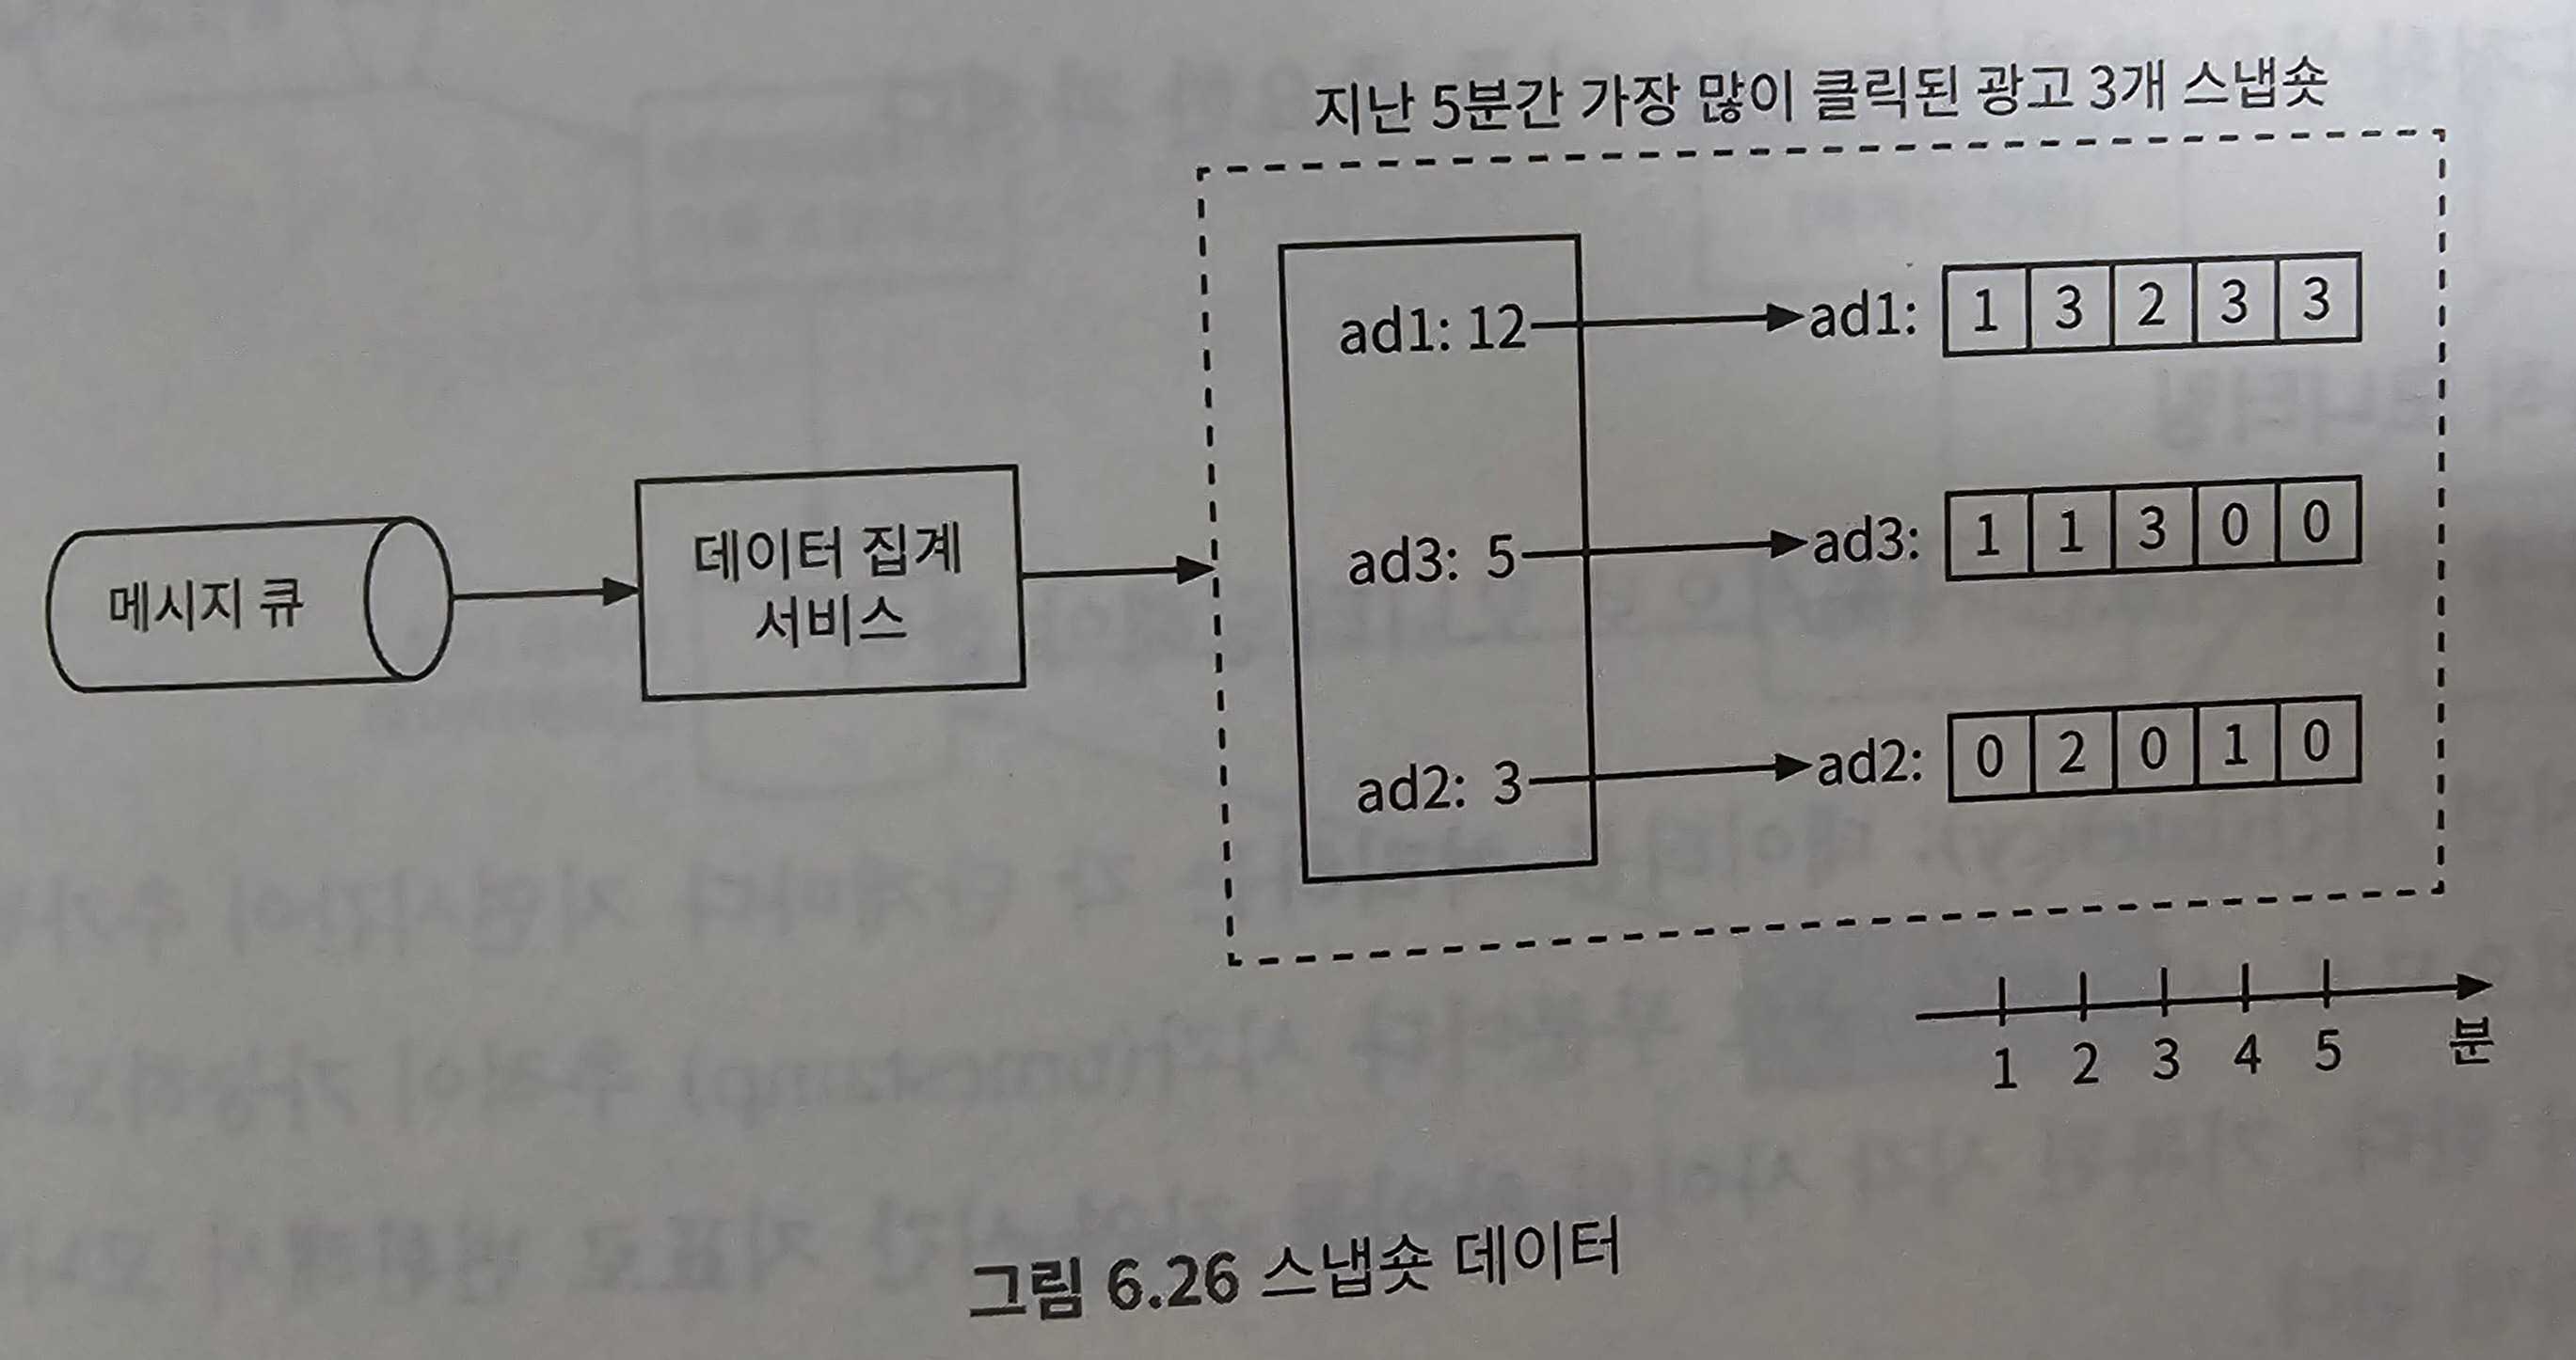 지난 5분간 가장 많이 클릭된 광고 3개 스냅숏
메시지 큐
데이터 집계
서비스
ad1: 12
ad1: 1 3 2 3 3
ad3: 5
ad3: 1 1 3 0 0
ad2: 3
ad2: 0 2 0 1 0
1 2 3 4 5 분
그림 6.26 스냅숏 데이터